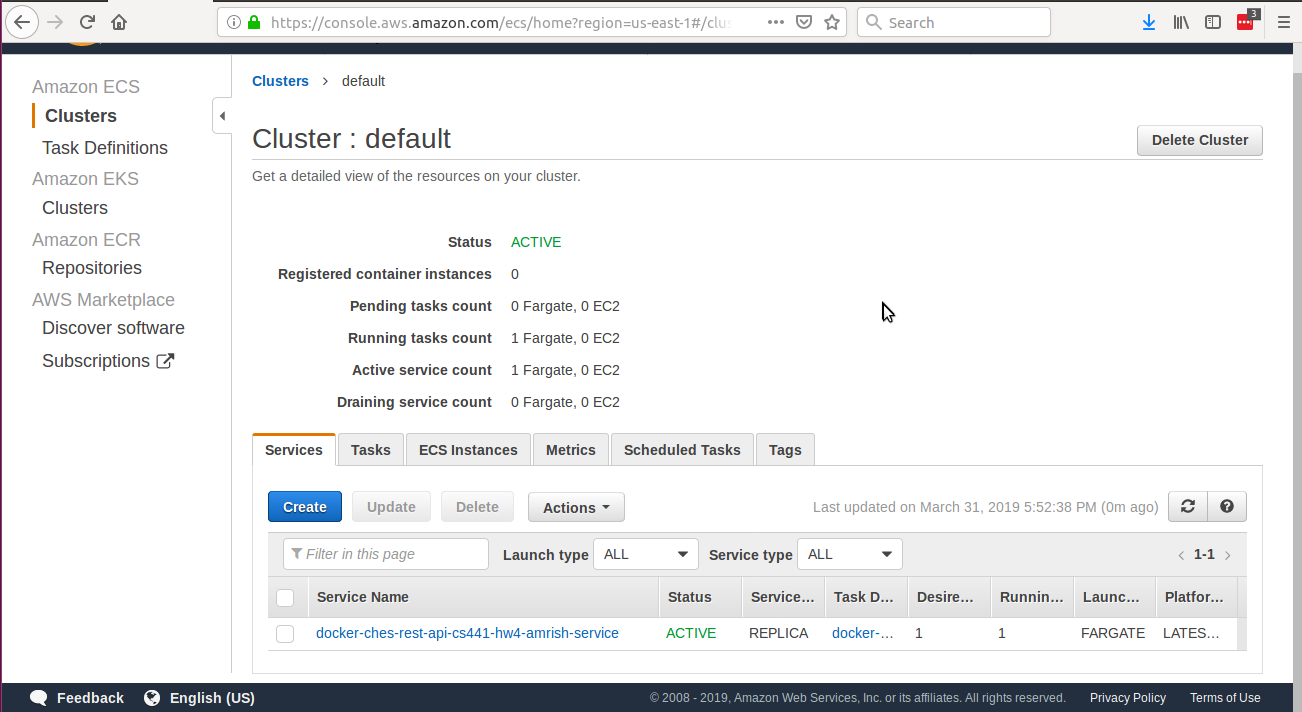 https://console.aws.amazon.com/ecs/home?region=us-east-1#/clus
Search
3
Amazon ECS
Clusters
Task Definitions
Amazon EKS
Clusters
Amazon ECR
Repositories
AWS Marketplace
Discover software
Subscriptions
Clusters > default
Cluster : default
Delete Cluster
Get a detailed view of the resources on your cluster.
Status ACTIVE
Registered container instances 0
Pending tasks count 0 Fargate, 0 EC2
Running tasks count 1 Fargate, 0 EC2
Active service count 1 Fargate, 0 EC2
Draining service count 0 Fargate, 0 EC2
Services Tasks ECS Instances Metrics Scheduled Tasks Tags
Create Update Delete Actions Last updated on March 31, 2019 5:52:38 PM (0m ago)
Filter in this page Launch type ALL Service type ALL < 1-1 >
Service Name Status Service... Task D... Desire... Runnin... Launc... Platfor...
docker-ches-rest-api-cs441-hw4-amrish-service ACTIVE REPLICA docker-... 1 1 FARGATE LATES...
Feedback English (US) © 2008 - 2019, Amazon Web Services, Inc. or its affiliates. All rights reserved. Privacy Policy Terms of Use